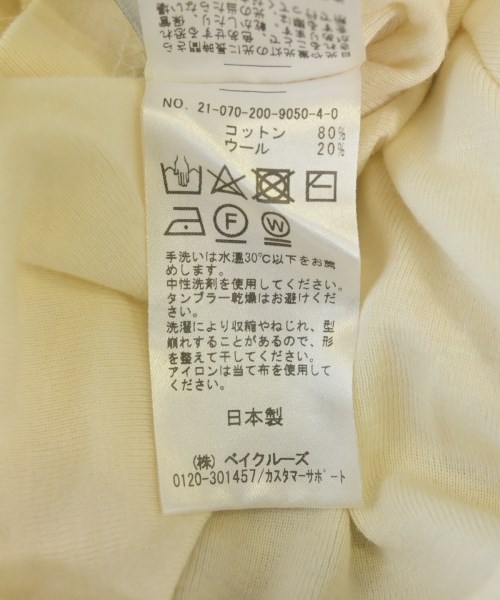 NO. 21-070-200-9050-4-0
コットン 80%
ウール 20%
F
W
手洗いは水温30℃以下をお薦
めします。
中性洗剤を使用してください。
タンブラー乾燥はお避けくださ
い。
洗濯により収縮やねじれ、型
崩れすることがあるので、形
を整えて干してください。
アイロンは当て布を使用して
ください。
日本製
(株) ベイクルーズ
0120-301457/カスタマーサポート